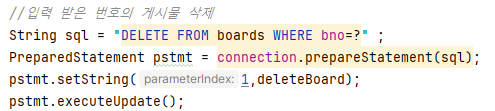 //입력 받은 번호의 게시물 삭제
String sql = "DELETE FROM boards WHERE bno=?" ;
PreparedStatement pstmt = connection.prepareStatement(sql);
pstmt.setString( parameterIndex: 1,deleteBoard);
pstmt.executeUpdate();